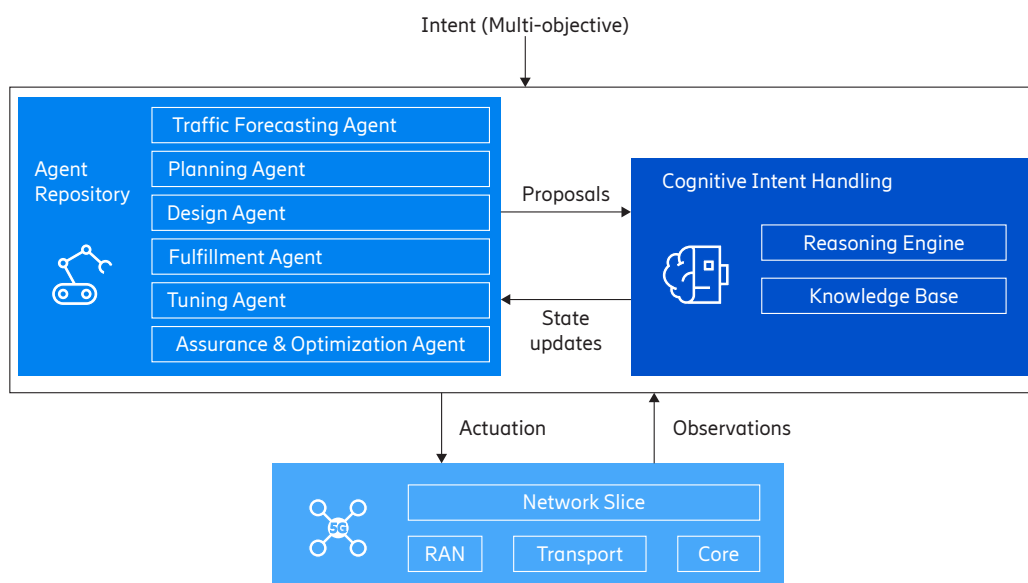 Intent (Multi-objective)
Agent
Repository
Traffic Forecasting Agent
Planning Agent
Design Agent
Fulfillment Agent
Tuning Agent
Assurance & Optimization Agent
Proposals
State
updates
Cognitive Intent Handling
Reasoning Engine
Knowledge Base
Actuation
Observations
5G
Network Slice
RAN
Transport
Core